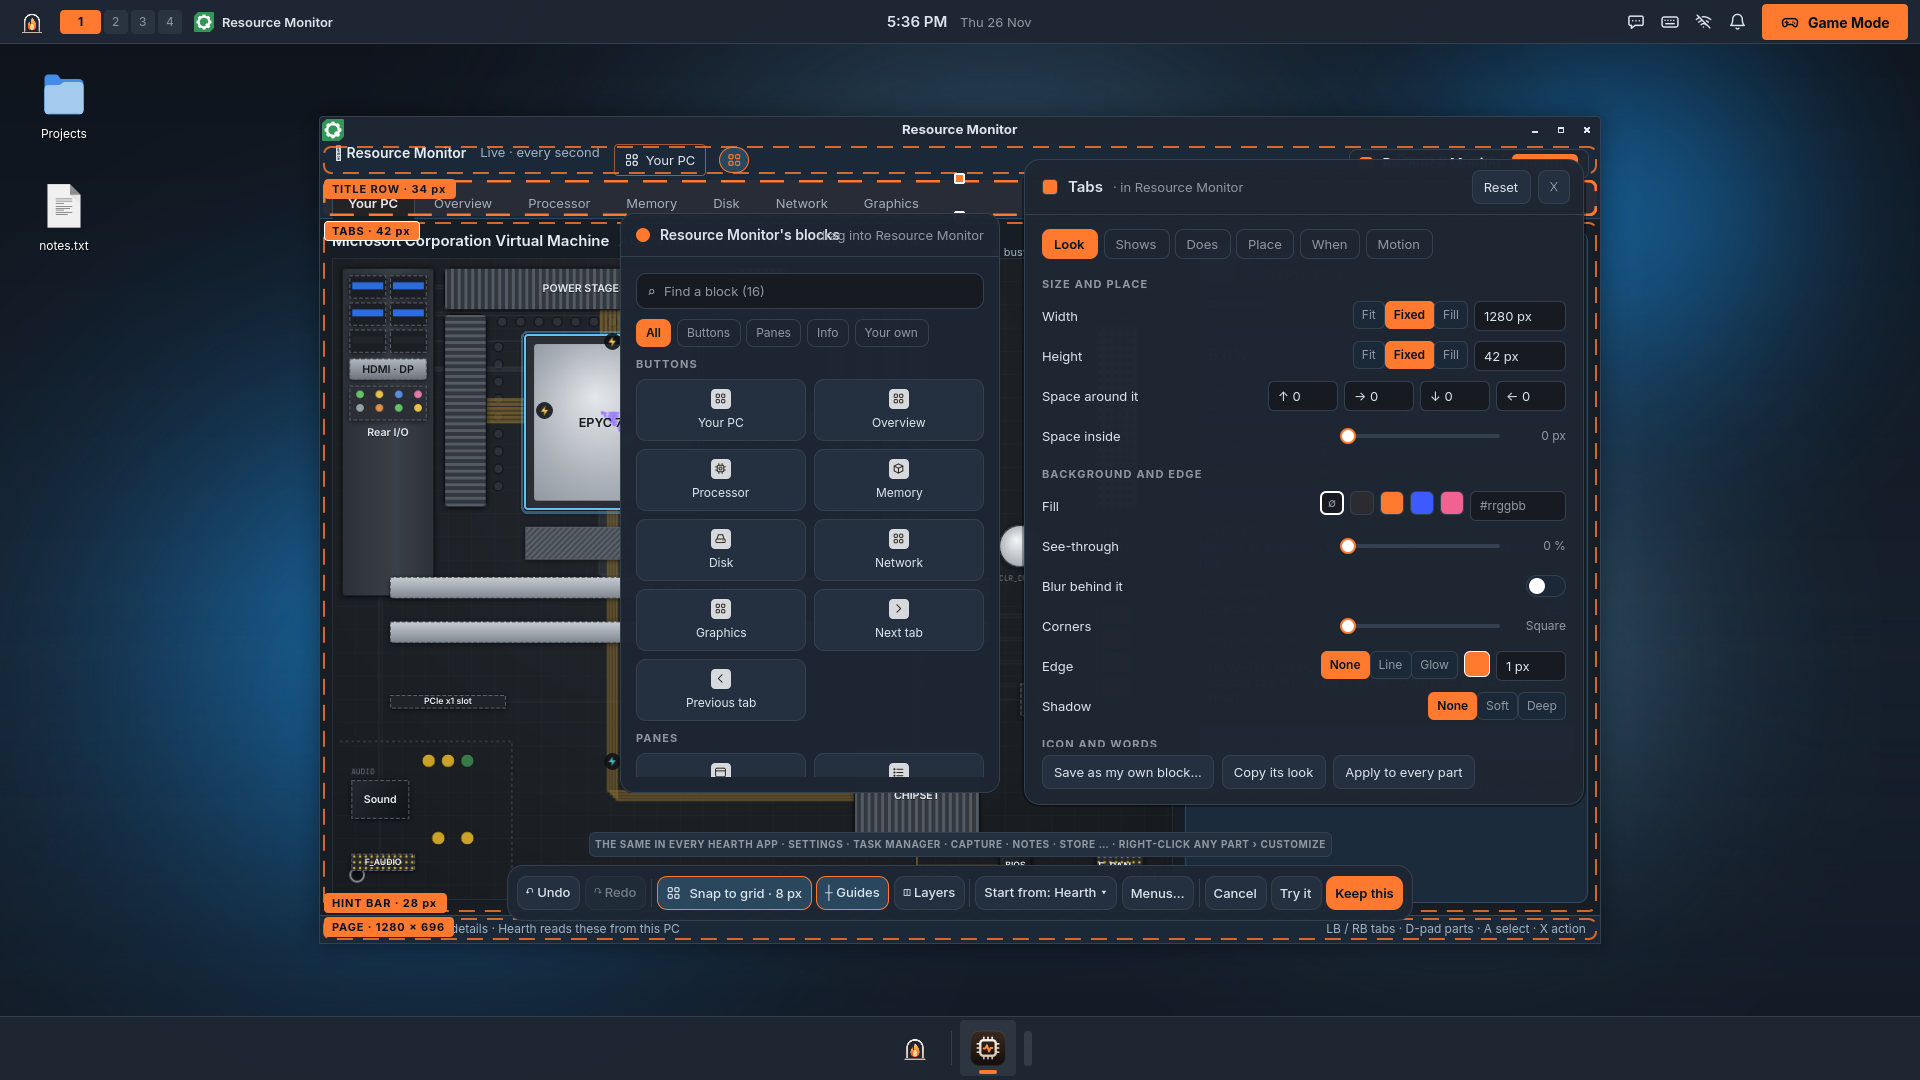 1 2 3 4 Resource Monitor 5:36 PM Thu 26 Nov Game Mode
Projects
notes.txt
Resource Monitor
Resource Monitor Live · every second Your PC
TITLE ROW · 34 px
Your PC Overview Processor Memory Disk Network Graphics
TABS · 42 px
Microsoft Corporation Virtual Machine
POWER STAGE
HDMI · DP
Rear I/O
EPYC 7
PCIe x1 slot
AUDIO
Sound
F_AUDIO
CHIPSET
BIOS
Resource Monitor's blocks drag into Resource Monitor
Find a block (16)
All Buttons Panes Info Your own
BUTTONS
Your PC Overview
Processor Memory
Disk Network
Graphics Next tab
Previous tab
PANES
Tabs · in Resource Monitor Reset X
Look Shows Does Place When Motion
SIZE AND PLACE
Width Fit Fixed Fill 1280 px
Height Fit Fixed Fill 42 px
Space around it ↑ 0 → 0 ↓ 0 ← 0
Space inside 0 px
BACKGROUND AND EDGE
Fill #rrggbb
See-through 0 %
Blur behind it
Corners Square
Edge None Line Glow 1 px
Shadow None Soft Deep
ICON AND WORDS
Save as my own block... Copy its look Apply to every part
THE SAME IN EVERY HEARTH APP · SETTINGS · TASK MANAGER · CAPTURE · NOTES · STORE ... · RIGHT-CLICK ANY PART › CUSTOMIZE
Undo Redo Snap to grid · 8 px Guides Layers Start from: Hearth Menus... Cancel Try it Keep this
HINT BAR · 28 px
PAGE · 1280 × 696
details · Hearth reads these from this PC LB / RB tabs · D-pad parts · A select · X action